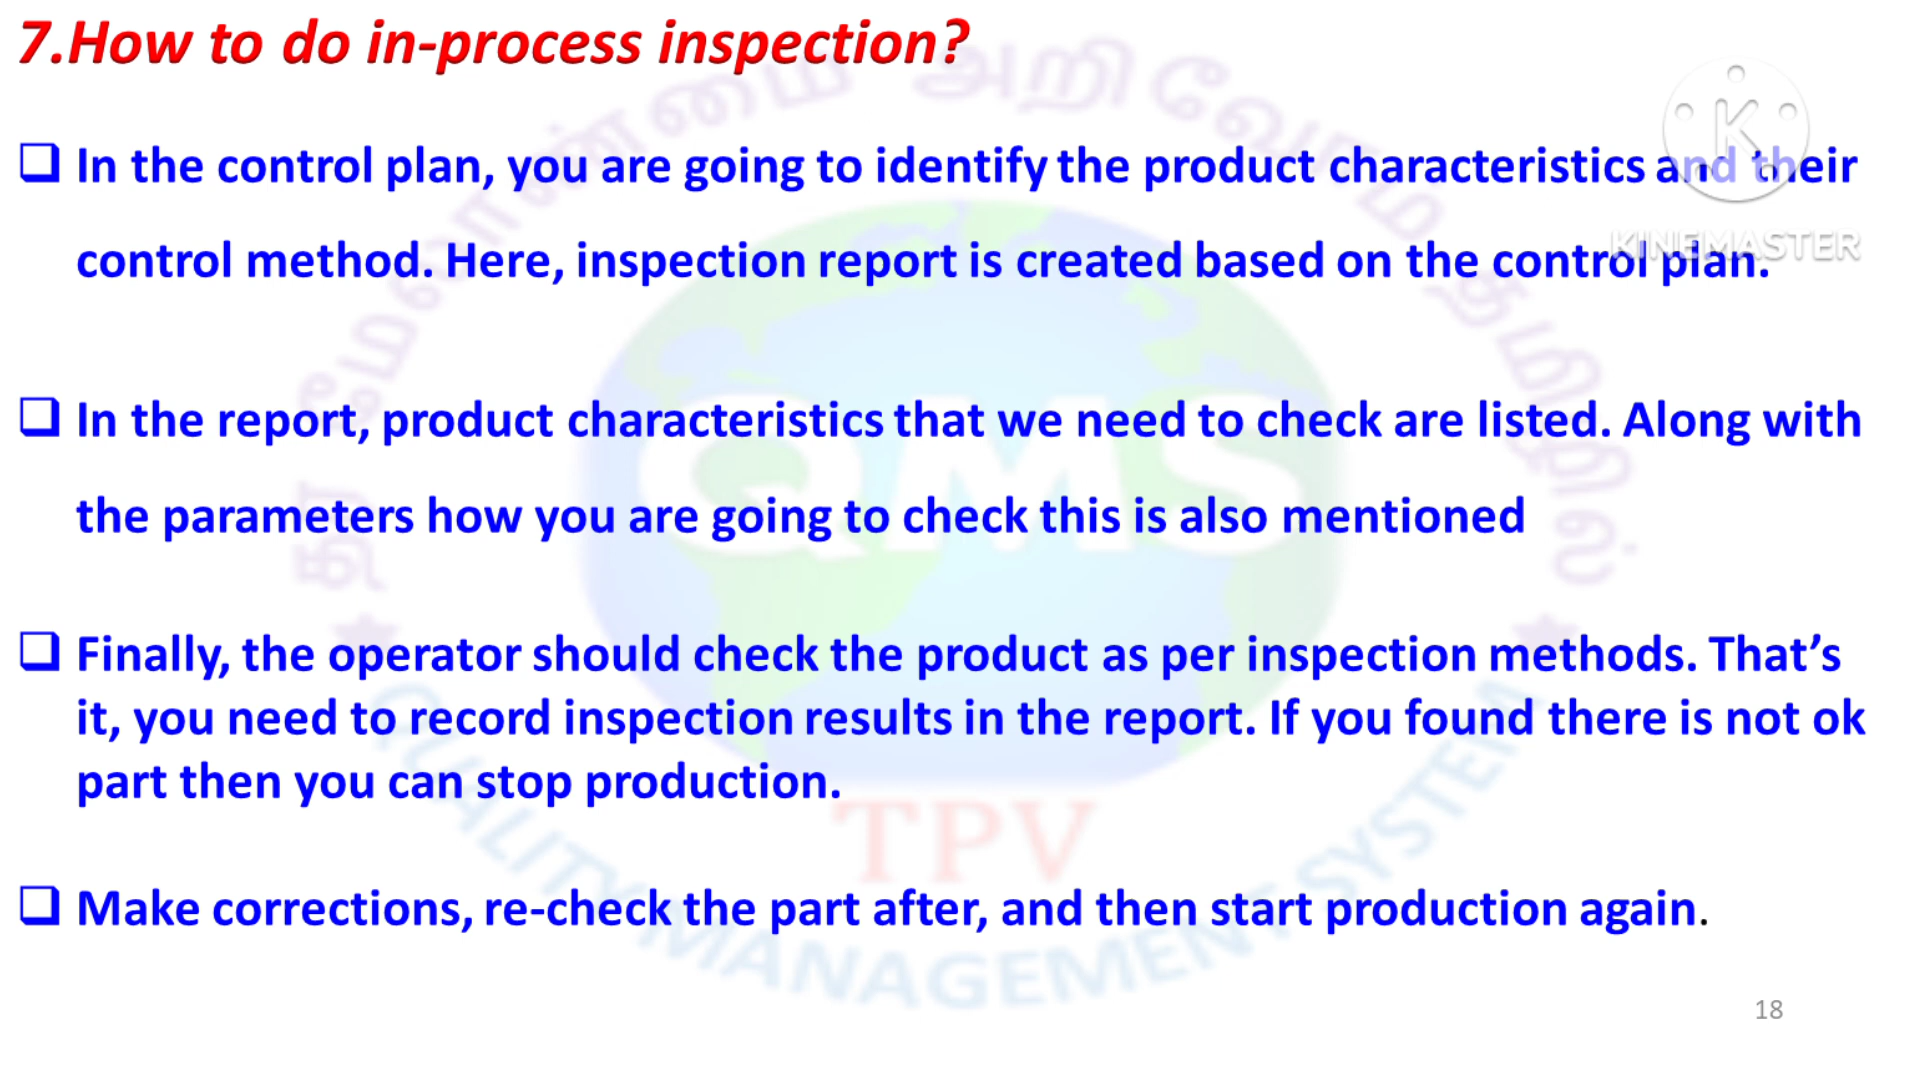 7.How to do in-process inspection?
தர மேலாண்மை அறிவோம் தமிழில்
K
❑ In the control plan, you are going to identify the product characteristics and their
KINEMASTER
control method. Here, inspection report is created based on the control plan.
❑ In the report, product characteristics that we need to check are listed. Along with
QMS
the parameters how you are going to check this is also mentioned
❑ Finally, the operator should check the product as per inspection methods. That’s
it, you need to record inspection results in the report. If you found there is not ok
part then you can stop production.
TPV
❑ Make corrections, re-check the part after, and then start production again.
★ QUALITY MANAGEMENT SYSTEM ★
18